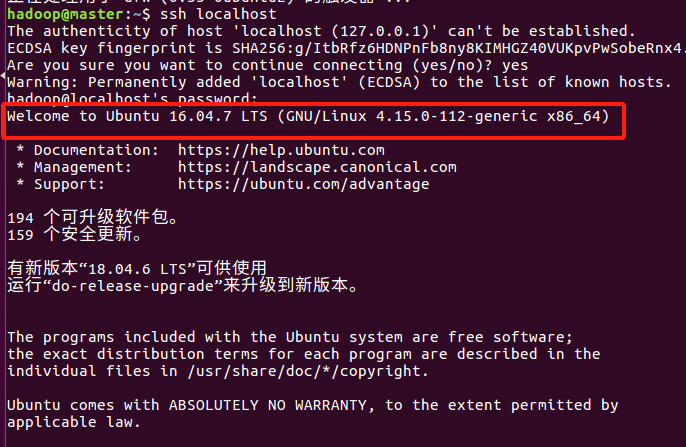 hadoop@master:~$ ssh localhost
The authenticity of host 'localhost (127.0.0.1)' can't be established.
ECDSA key fingerprint is SHA256:g/ItbRfz6HDNPnFb8ny8KIMHGZ40VUKpvPwSobeRnx4.
Are you sure you want to continue connecting (yes/no)? yes
Warning: Permanently added 'localhost' (ECDSA) to the list of known hosts.
hadoop@localhost's password:
Welcome to Ubuntu 16.04.7 LTS (GNU/Linux 4.15.0-112-generic x86_64)
* Documentation:  https://help.ubuntu.com
* Management:     https://landscape.canonical.com
* Support:        https://ubuntu.com/advantage
194 个可升级软件包。
159 个安全更新。
有新版本“18.04.6 LTS”可供使用
运行“do-release-upgrade”来升级到新版本。
The programs included with the Ubuntu system are free software;
the exact distribution terms for each program are described in the
individual files in /usr/share/doc/*/copyright.
Ubuntu comes with ABSOLUTELY NO WARRANTY, to the extent permitted by
applicable law.